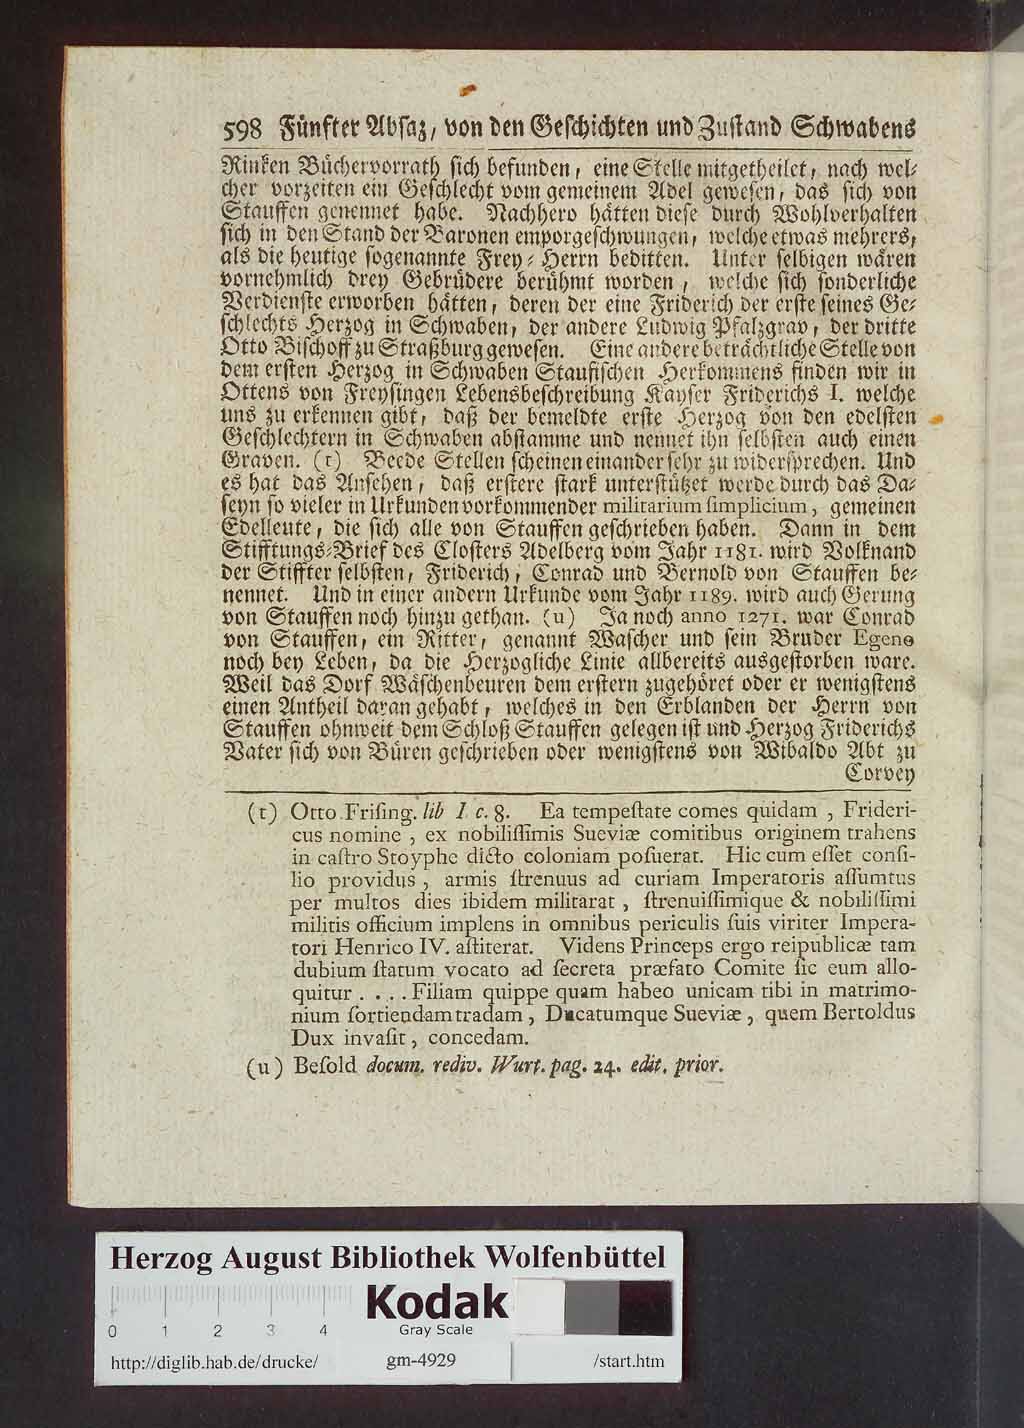 598 Fünfter Absaz, von den Geschichten und Zustand Schwabens
Rinken Büchervorrath sich befunden, eine Stelle mitgetheilet, nach wel-
cher vorzeiten ein Geschlecht vom gemeinem Adel gewesen, das sich von
Stauffen genennet habe. Nachhero hätten diese durch Wohlverhalten
sich in den Stand der Baronen emporgeschwungen, welche etwas mehrers,
als die heutige sogenannte Frey-Herrn beditten. Unter selbigen wären
vornehmlich drey Gebrüdere berühmt worden, welche sich sonderliche
Verdienste erworben hätten, deren der eine Friderich der erste seines Ge-
schlechts Herzog in Schwaben, der andere Ludwig Pfalzgrav, der dritte
Otto Bischoff zu Straßburg gewesen. Eine andere beträchtliche Stelle von
dem ersten Herzog in Schwaben Staufischen Herkommens finden wir in
Ottens von Freysingen Lebensbeschreibung Kayser Friderichs I. welche
uns zu erkennen gibt, daß der bemeldte erste Herzog von den edelsten
Geschlechtern in Schwaben abstamme und nennet ihn selbsten auch einen
Graven. (t) Beede Stellen scheinen einander sehr zu widersprechen. Und
es hat das Ansehen, daß erstere stark unterstützet werde durch das Da-
seyn so vieler in Urkunden vorkommender militarium ſimplicium, gemeinen
Edelleute, die sich alle von Stauffen geschrieben haben. Dann in dem
Stifftungs-Brief des Closters Adelberg vom Jahr 1181. wird Volknand
der Stiffter selbsten, Friderich, Conrad und Bernold von Stauffen be-
nennet. Und in einer andern Urkunde vom Jahr 1189. wird auch Gerung
von Stauffen noch hinzu gethan. (u) Ja noch anno 1271. war Conrad
von Stauffen, ein Ritter, genannt Wascher und sein Bruder Egeno
noch bey Leben, da die Herzogliche Linie allbereits ausgestorben ware.
Weil das Dorf Wäschenbeuren dem erstern zugehöret oder er wenigstens
einen Antheil daran gehabt, welches in den Erblanden der Herrn von
Stauffen ohnweit dem Schloß Stauffen gelegen ist und Herzog Friderichs
Vater sich von Büren geschrieben oder wenigstens von Wibaldo Abt zu
Corvey
(t) Otto Friſing. lib I. c. 8. Ea tempeſtate comes quidam, Frideri-
cus nomine, ex nobiliſſimis Sueviæ comitibus originem trahens
in caſtro Stoyphe dicto coloniam poſuerat. Hic cum eſſet conſi-
lio providus, armis ſtrenuus ad curiam Imperatoris aſſumtus
per multos dies ibidem militarat, ſtrenuiſſimique & nobiliſſimi
militis officium implens in omnibus periculis ſuis viriter Impera-
tori Henrico IV. aſtiterat. Videns Princeps ergo reipublicæ tam
dubium ſtatum vocato ad ſecreta præfato Comite ſic eum allo-
quitur .... Filiam quippe quam habeo unicam tibi in matrimo-
nium ſortiendam tradam, Ducatumque Sueviæ, quem Bertoldus
Dux invaſit, concedam.
(u) Beſold docum. rediv. Wurt. pag. 24. edit. prior.
Herzog August Bibliothek Wolfenbüttel
Kodak
Gray Scale
0 1 2 3 4
http://diglib.hab.de/drucke/ gm-4929 /start.htm